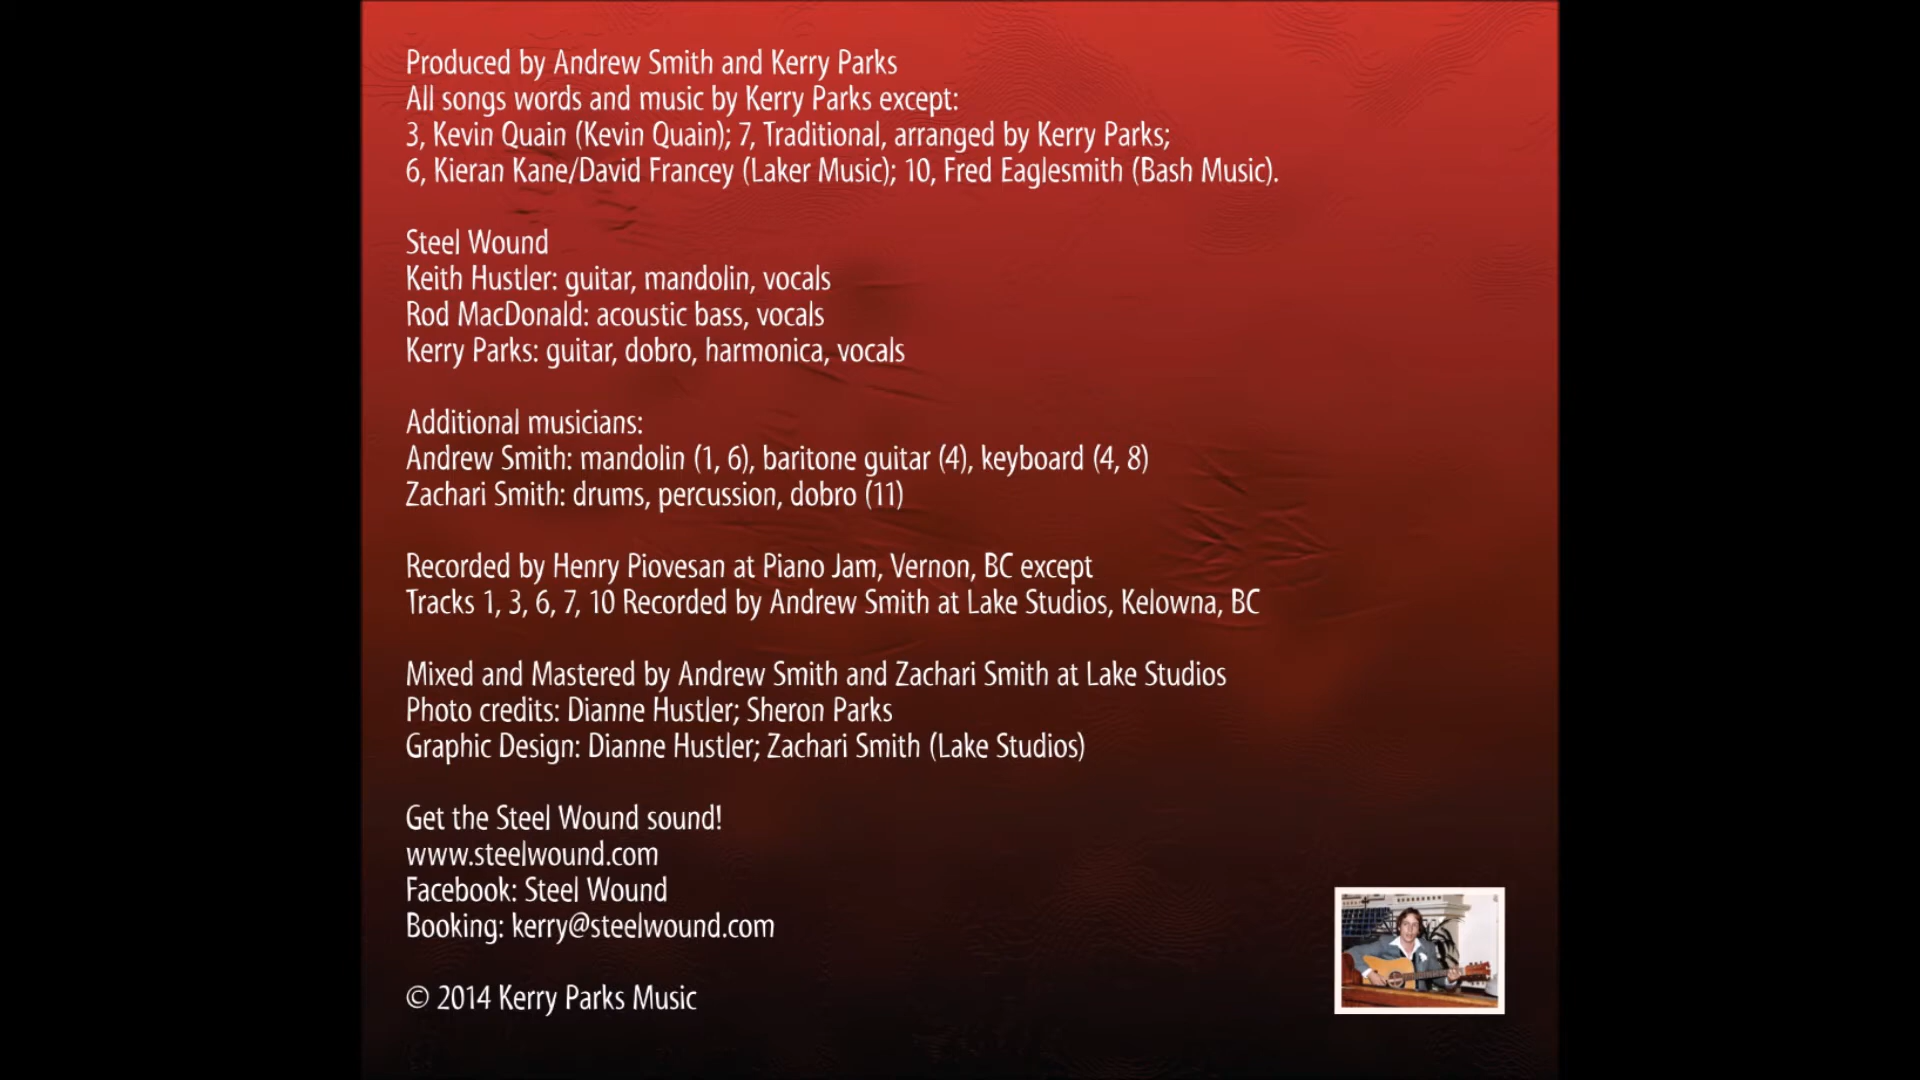 Produced by Andrew Smith and Kerry Parks
All songs words and music by Kerry Parks except:
3, Kevin Quain (Kevin Quain); 7, Traditional, arranged by Kerry Parks;
6, Kieran Kane/David Francey (Laker Music); 10, Fred Eaglesmith (Bash Music).
Steel Wound
Keith Hustler: guitar, mandolin, vocals
Rod MacDonald: acoustic bass, vocals
Kerry Parks: guitar, dobro, harmonica, vocals
Additional musicians:
Andrew Smith: mandolin (1, 6), baritone guitar (4), keyboard (4, 8)
Zachari Smith: drums, percussion, dobro (11)
Recorded by Henry Piovesan at Piano Jam, Vernon, BC except
Tracks 1, 3, 6, 7, 10 Recorded by Andrew Smith at Lake Studios, Kelowna, BC
Mixed and Mastered by Andrew Smith and Zachari Smith at Lake Studios
Photo credits: Dianne Hustler; Sheron Parks
Graphic Design: Dianne Hustler; Zachari Smith (Lake Studios)
Get the Steel Wound sound!
www.steelwound.com
Facebook: Steel Wound
Booking: kerry@steelwound.com
© 2014 Kerry Parks Music